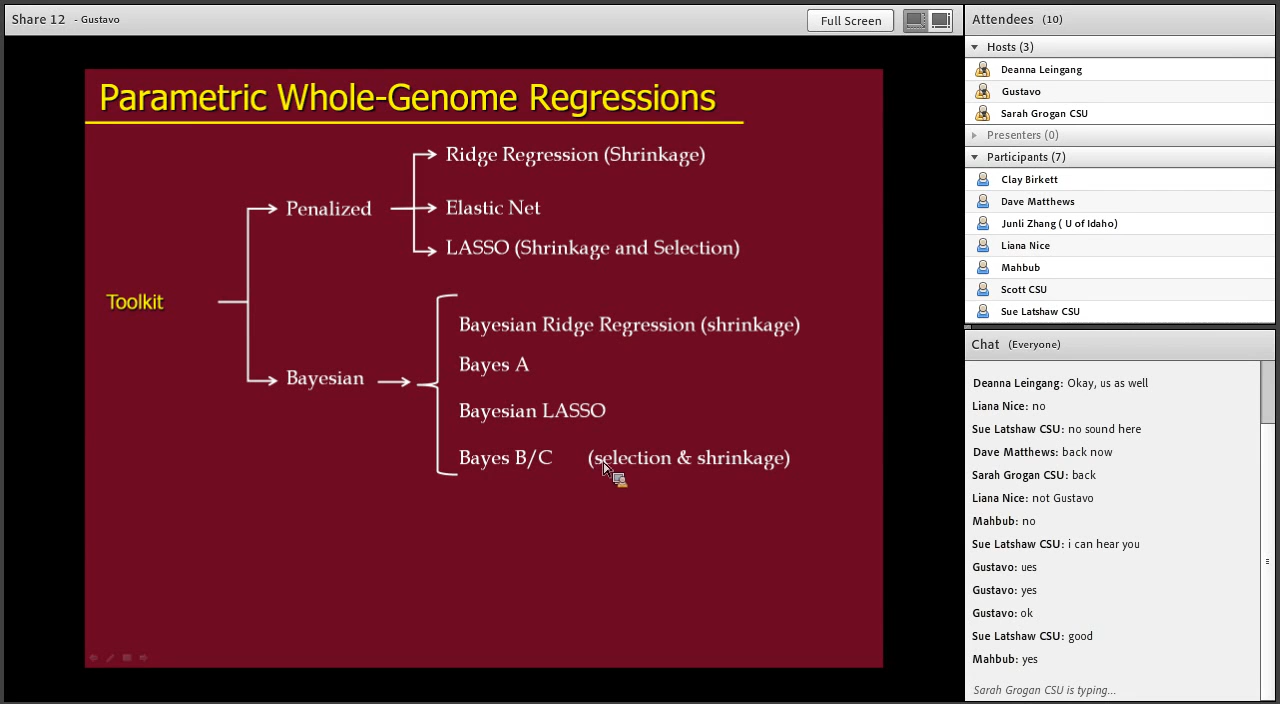 Share 12 - Gustavo
Full Screen
Parametric Whole-Genome Regressions
Ridge Regression (Shrinkage)
Penalized
Elastic Net
LASSO (Shrinkage and Selection)
Toolkit
Bayesian Ridge Regression (shrinkage)
Bayes A
Bayesian
Bayesian LASSO
Bayes B/C (selection & shrinkage)
Attendees (10)
Hosts (3)
Deanna Leingang
Gustavo
Sarah Grogan CSU
Presenters (0)
Participants (7)
Clay Birkett
Dave Matthews
Junli Zhang ( U of Idaho)
Liana Nice
Mahbub
Scott CSU
Sue Latshaw CSU
Chat (Everyone)
Deanna Leingang: Okay, us as well
Liana Nice: no
Sue Latshaw CSU: no sound here
Dave Matthews: back now
Sarah Grogan CSU: back
Liana Nice: not Gustavo
Mahbub: no
Sue Latshaw CSU: i can hear you
Gustavo: ues
Gustavo: yes
Gustavo: ok
Sue Latshaw CSU: good
Mahbub: yes
Sarah Grogan CSU is typing...